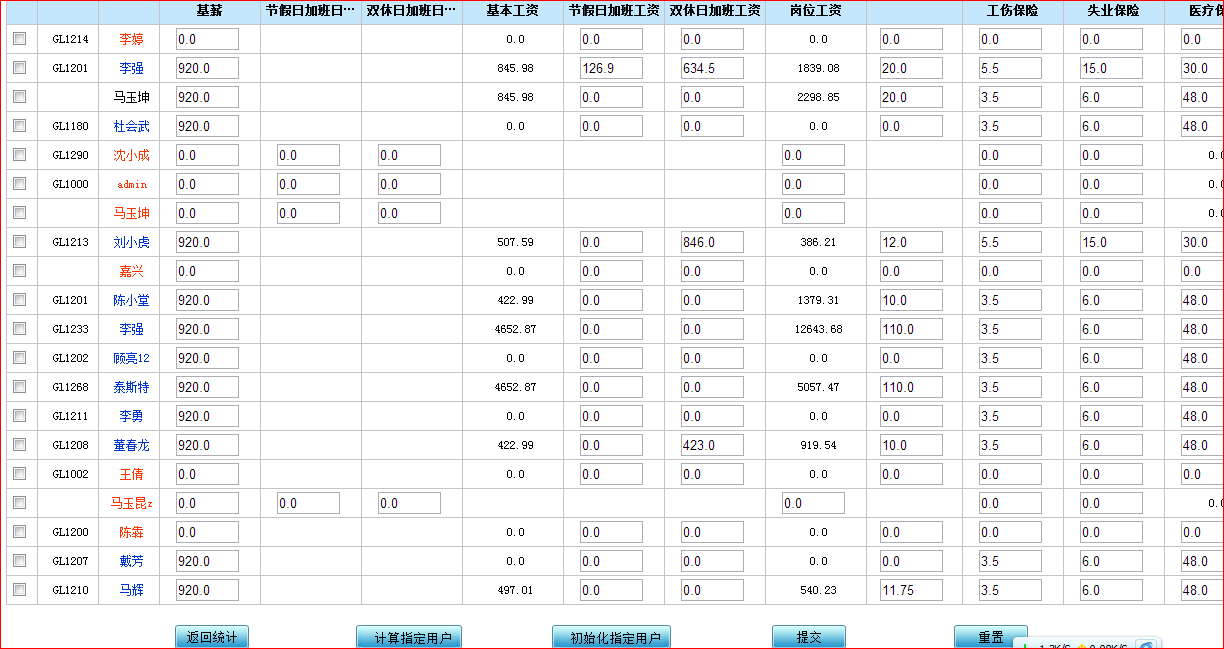 基薪 节假日加班日… 双休日加班日… 基本工资 节假日加班工资 双休日加班工资 岗位工资 工伤保险 失业保险 医疗保
GL1214 李婷 0.0 0.0 0.0 0.0 0.0 0.0 0.0 0.0 0.0
GL1201 李强 920.0 845.98 126.9 634.5 1839.08 20.0 5.5 15.0 30.0
马玉坤 920.0 845.98 0.0 0.0 2298.85 20.0 3.5 6.0 48.0
GL1180 杜会武 920.0 0.0 0.0 0.0 0.0 0.0 3.5 6.0 48.0
GL1290 沈小成 0.0 0.0 0.0 0.0 0.0 0.0 0.0
GL1000 admin 0.0 0.0 0.0 0.0 0.0 0.0 0.0
马玉坤 0.0 0.0 0.0 0.0 0.0 0.0 0.0
GL1213 刘小虎 920.0 507.59 0.0 846.0 386.21 12.0 5.5 15.0 30.0
嘉兴 0.0 0.0 0.0 0.0 0.0 0.0 0.0 0.0 0.0
GL1201 陈小堂 920.0 422.99 0.0 0.0 1379.31 10.0 3.5 6.0 48.0
GL1233 李强 920.0 4652.87 0.0 0.0 12643.68 110.0 3.5 6.0 48.0
GL1202 顾亮12 920.0 0.0 0.0 0.0 0.0 0.0 3.5 6.0 48.0
GL1268 泰斯特 920.0 4652.87 0.0 0.0 5057.47 110.0 3.5 6.0 48.0
GL1211 李勇 920.0 0.0 0.0 0.0 0.0 0.0 3.5 6.0 48.0
GL1208 董春龙 920.0 422.99 0.0 423.0 919.54 10.0 3.5 6.0 48.0
GL1002 王倩 0.0 0.0 0.0 0.0 0.0 0.0 0.0 0.0 0.0
马玉昆z 0.0 0.0 0.0 0.0 0.0 0.0 0.0
GL1200 陈犇 0.0 0.0 0.0 0.0 0.0 0.0 0.0 0.0 0.0
GL1207 戴芳 920.0 0.0 0.0 0.0 0.0 0.0 3.5 6.0 48.0
GL1210 马辉 920.0 497.01 0.0 0.0 540.23 11.75 3.5 6.0 48.0
返回统计 计算指定用户 初始化指定用户 提交 重置